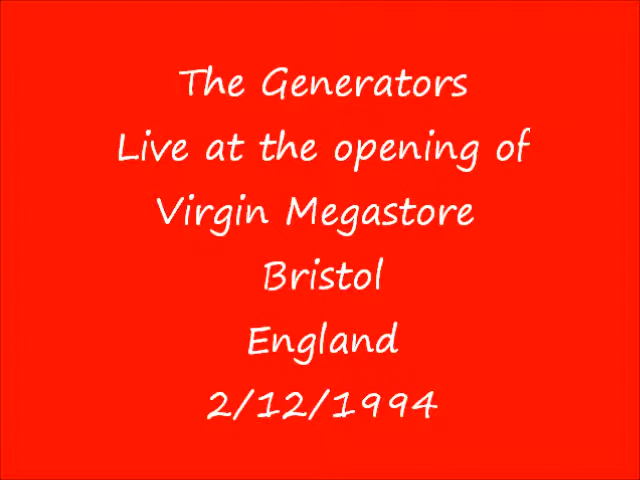 The Generators
Live at the opening of
Virgin Megastore
Bristol
England
2/12/1994